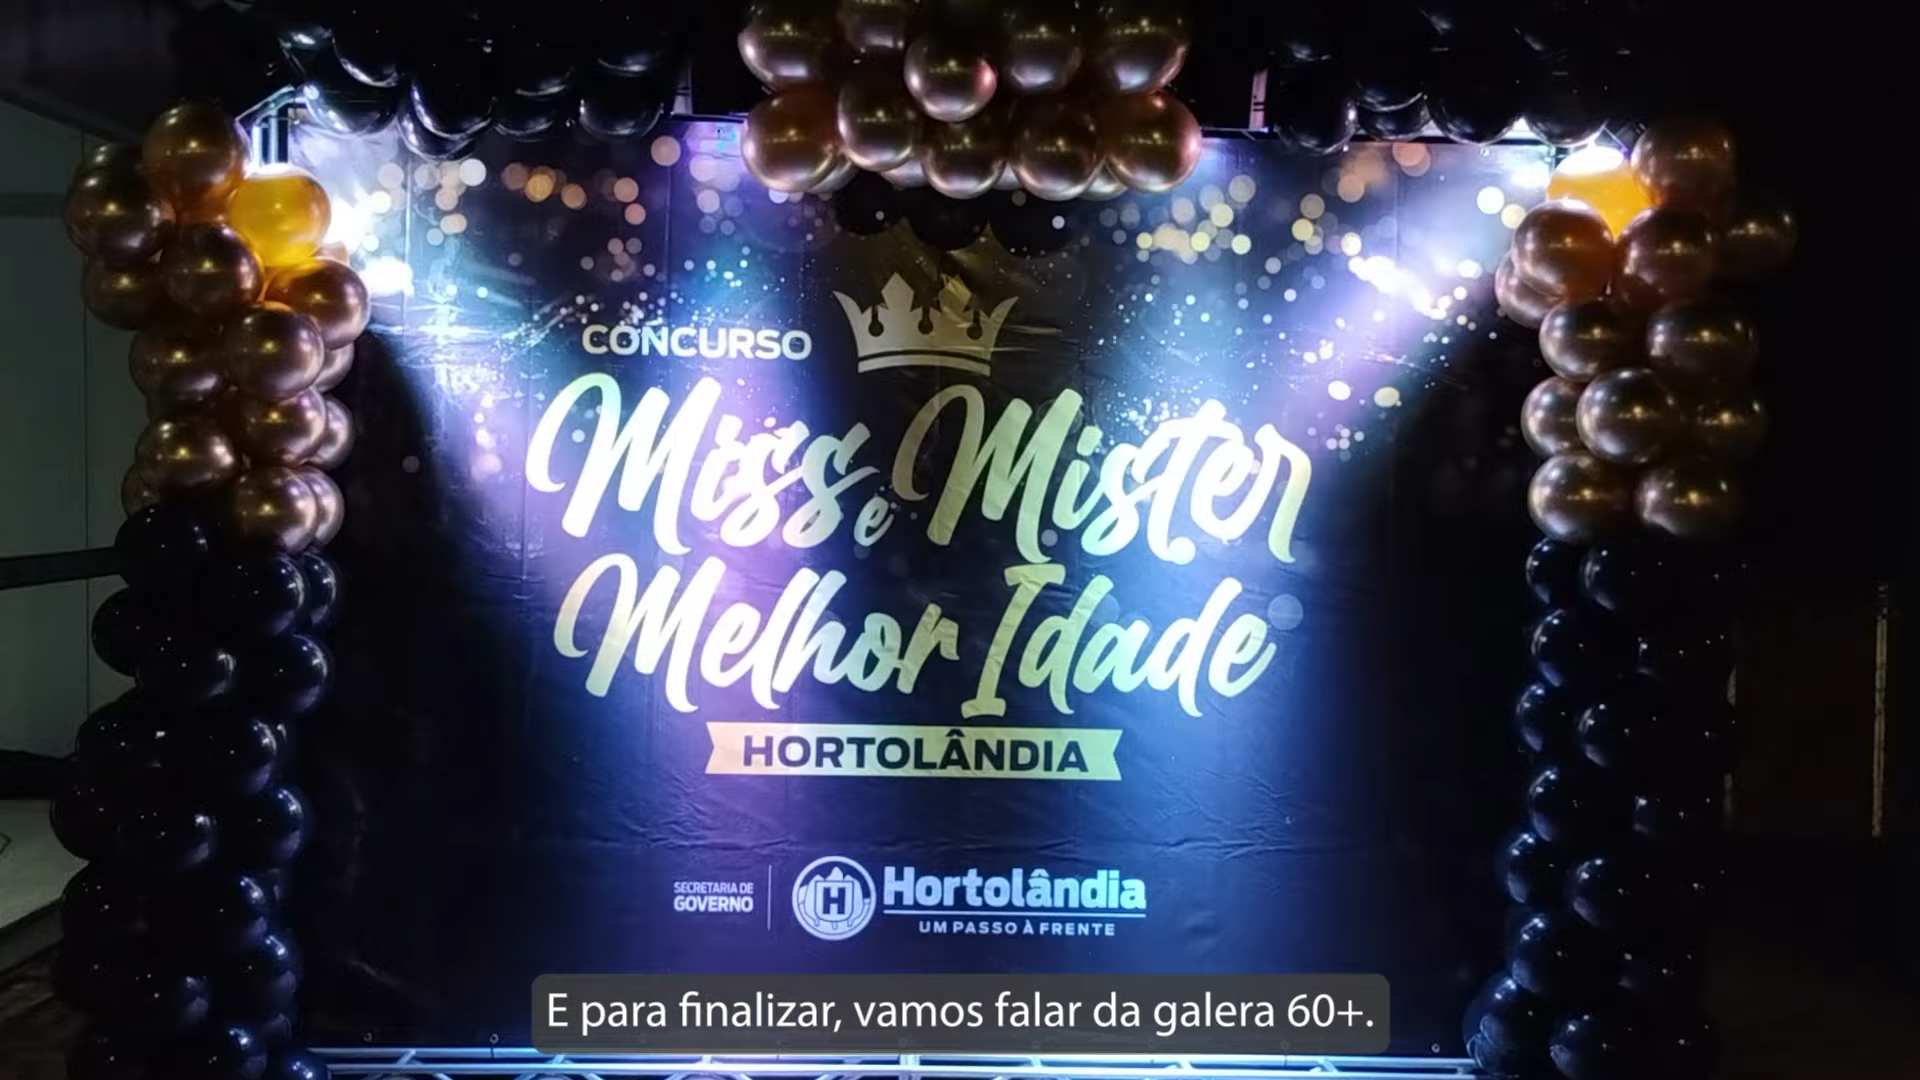 CONCURSO
Miss e Mister
Melhor Idade
HORTOLÂNDIA
SECRETARIA DE
GOVERNO
H
Hortolândia
UM PASSO À FRENTE
E para finalizar, vamos falar da galera 60+.